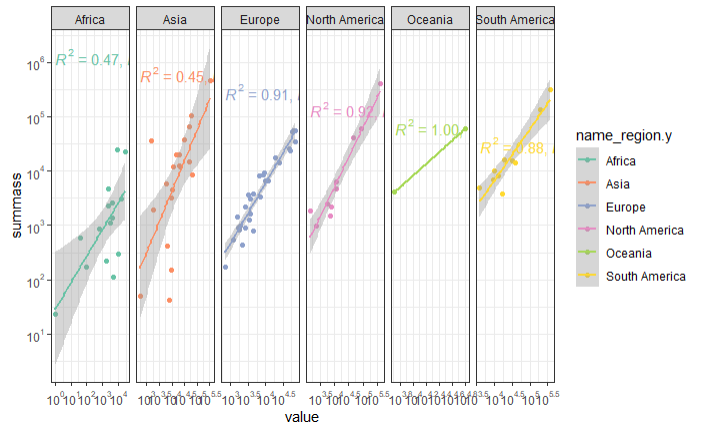 Africa
Asia
Europe
North America
Oceania
South America
R² = 0.47,
R² = 0.45,
R² = 0.91,
R² = 0.92,
R² = 1.00
R² = 0.88,
summass
10⁶
10⁵
10⁴
10³
10²
10¹
value
name_region.y
Africa
Asia
Europe
North America
Oceania
South America